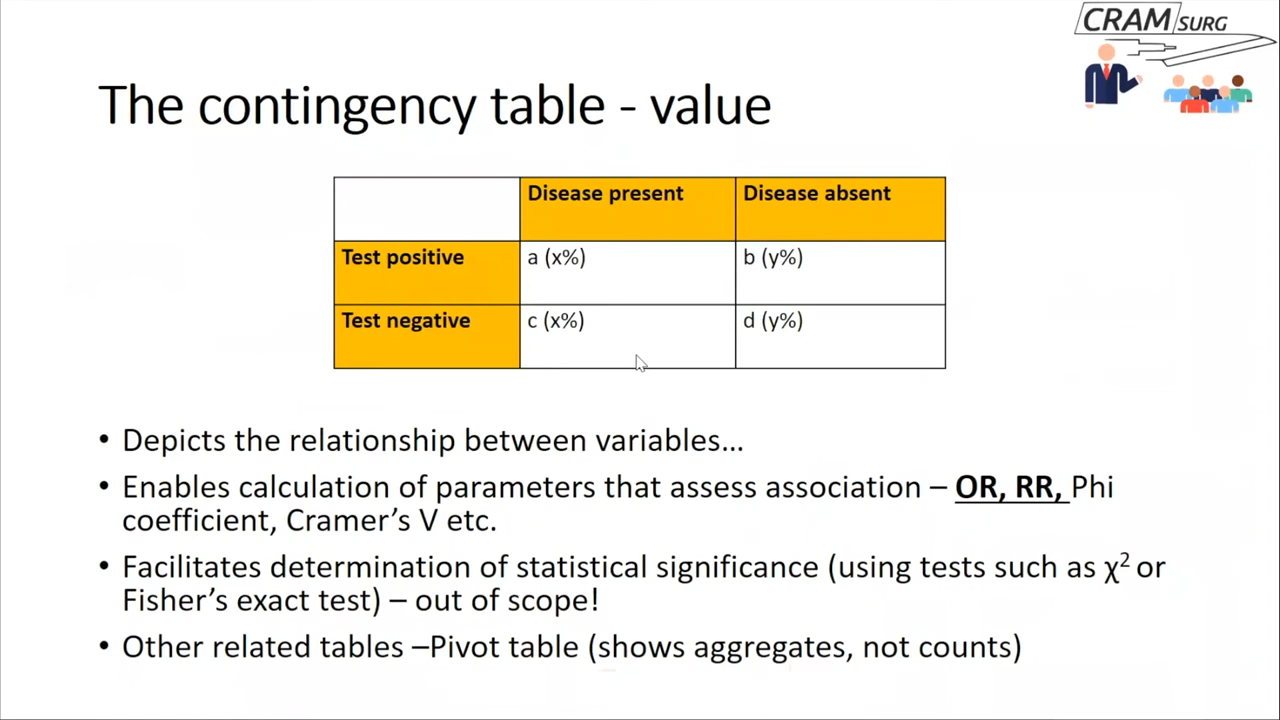 CRAM SURG
The contingency table - value
Disease present Disease absent
Test positive a (x%) b (y%)
Test negative c (x%) d (y%)
• Depicts the relationship between variables…
• Enables calculation of parameters that assess association – OR, RR, Phi
coefficient, Cramer’s V etc.
• Facilitates determination of statistical significance (using tests such as χ² or
Fisher’s exact test) – out of scope!
• Other related tables –Pivot table (shows aggregates, not counts)